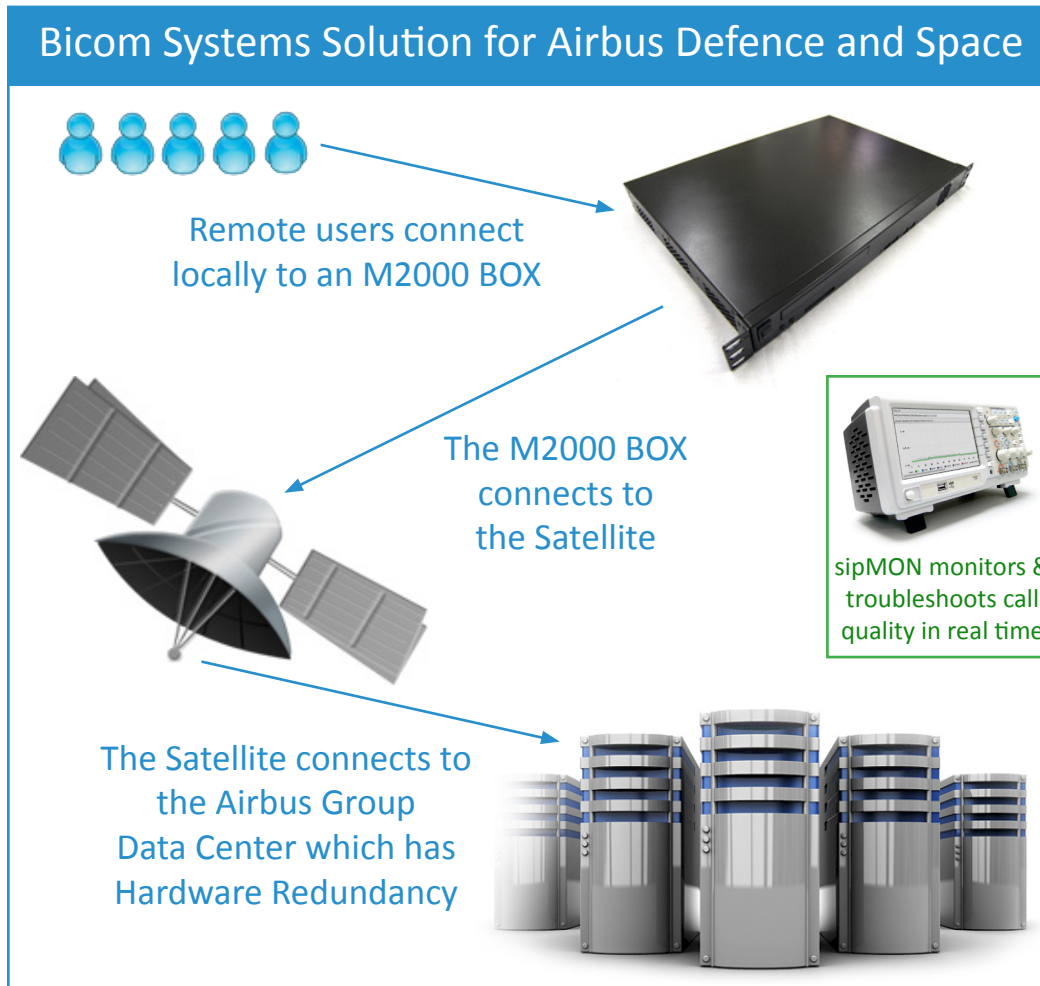 Bicom Systems Solution for Airbus Defence and Space
Remote users connect
locally to an M2000 BOX
The M2000 BOX
connects to
the Satellite
sipMON monitors &
troubleshoots call
quality in real time
The Satellite connects to
the Airbus Group
Data Center which has
Hardware Redundancy